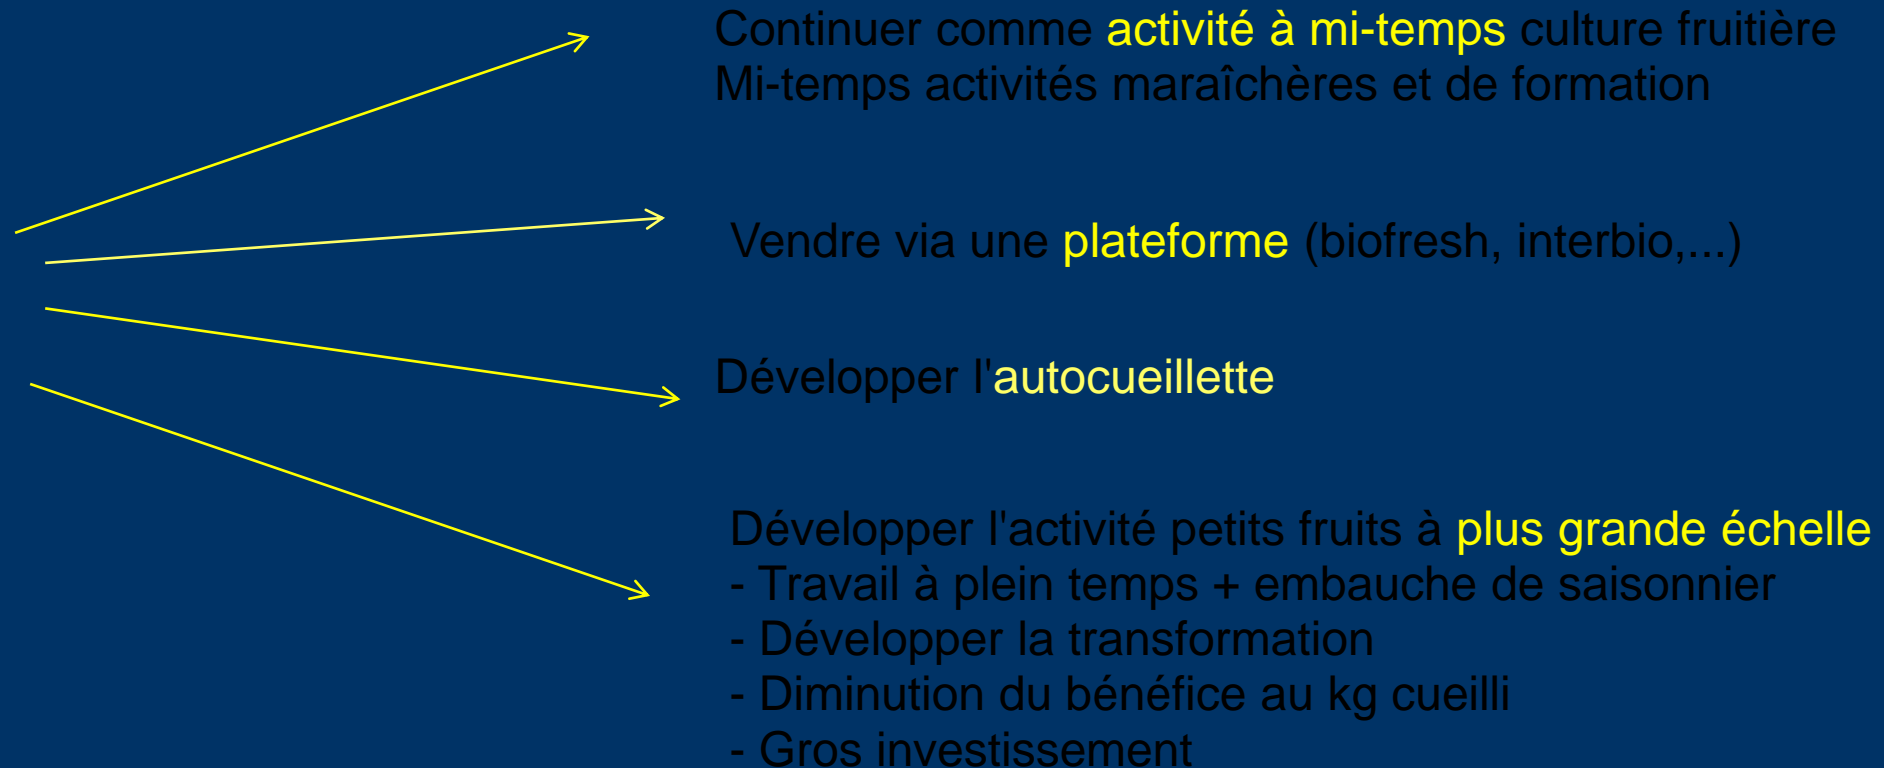 Continuer comme activité à mi-temps culture fruitière
Mi-temps activités maraîchères et de formation
Vendre via une plateforme (biofresh, interbio,...)
Développer l'autocueillette
Développer l'activité petits fruits à plus grande échelle
- Travail à plein temps + embauche de saisonnier
- Développer la transformation
- Diminution du bénéfice au kg cueilli
- Gros investissement